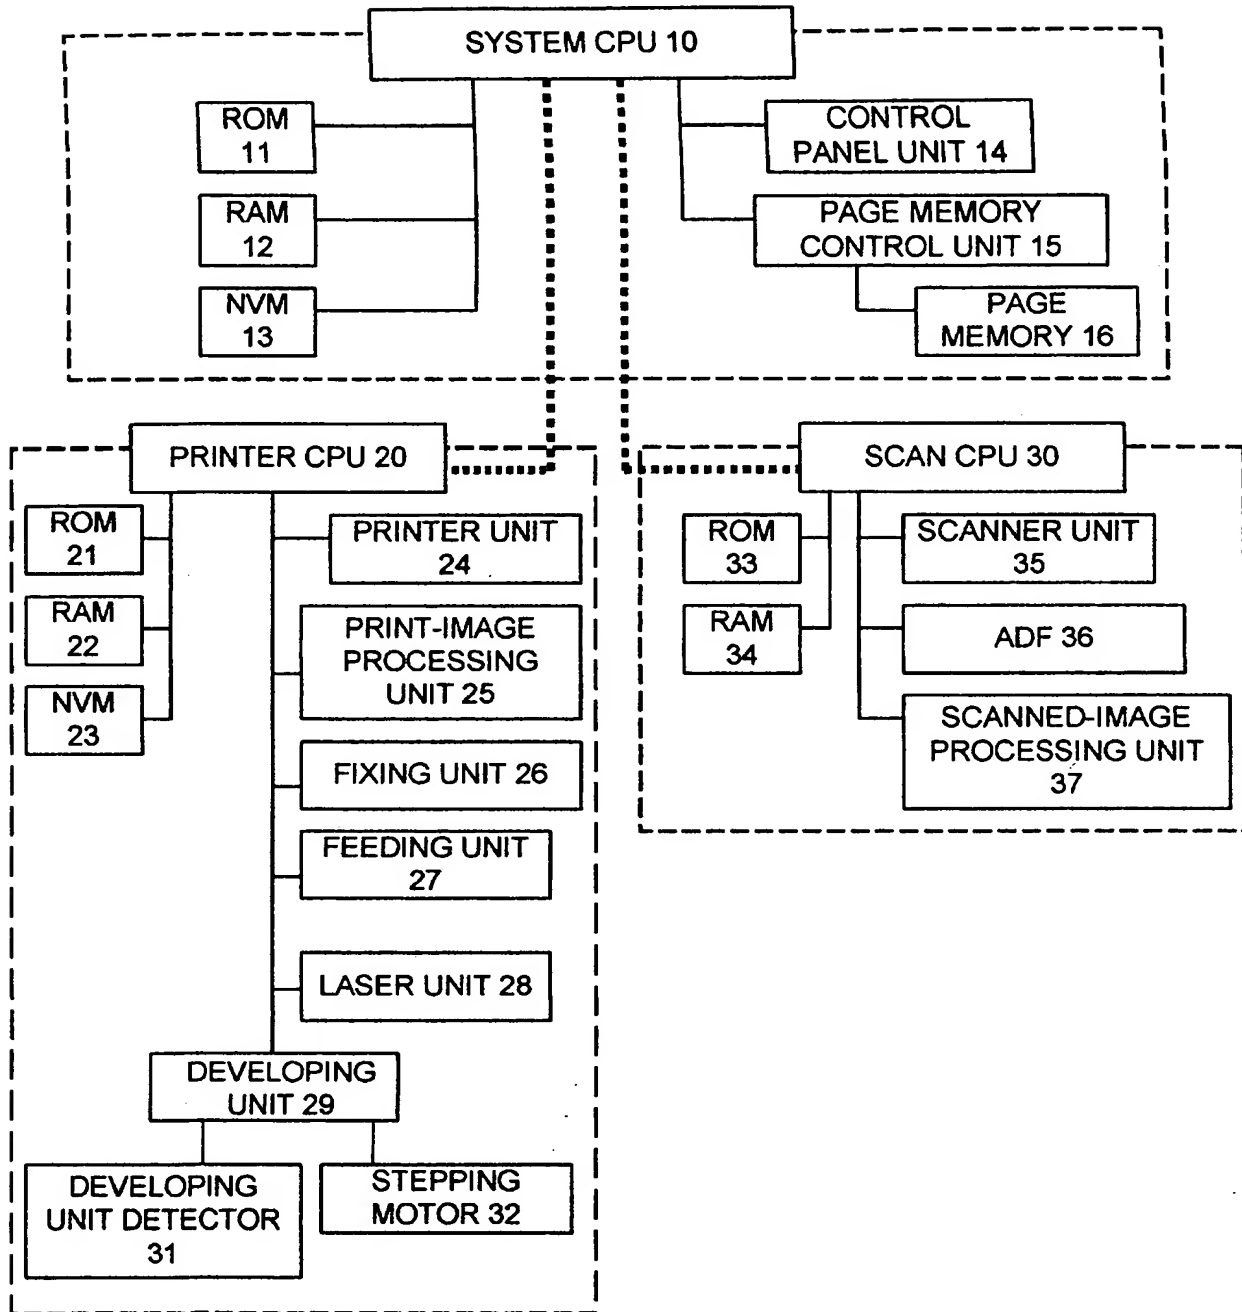 SYSTEM CPU 10
ROM
11
RAM
12
NVM
13
CONTROL
PANEL UNIT 14
PAGE MEMORY
CONTROL UNIT 15
PAGE
MEMORY 16
PRINTER CPU 20
ROM
21
RAM
22
NVM
23
PRINTER UNIT
24
PRINT-IMAGE
PROCESSING
UNIT 25
FIXING UNIT 26
FEEDING UNIT
27
LASER UNIT 28
DEVELOPING
UNIT 29
DEVELOPING
UNIT DETECTOR
31
STEPPING
MOTOR 32
SCAN CPU 30
ROM
33
RAM
34
SCANNER UNIT
35
ADF 36
SCANNED-IMAGE
PROCESSING UNIT
37